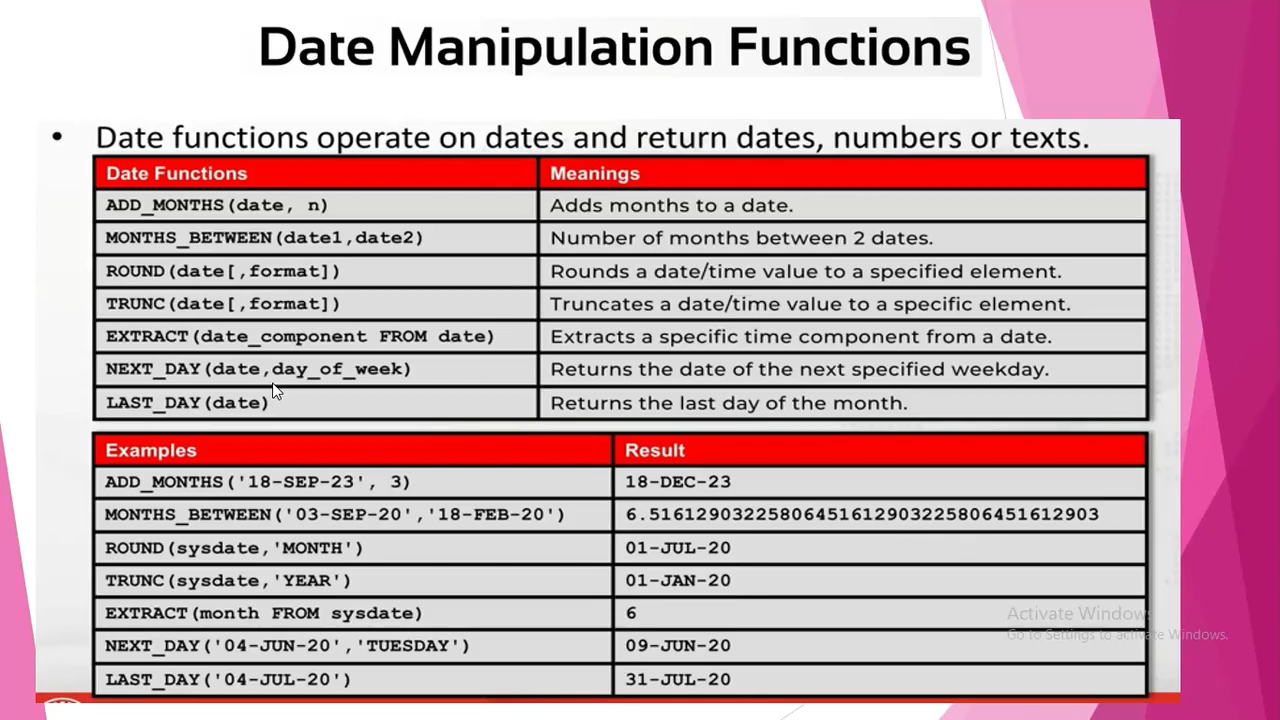 Date Manipulation Functions
• Date functions operate on dates and return dates, numbers or texts.
Date Functions Meanings
ADD_MONTHS(date, n) Adds months to a date.
MONTHS_BETWEEN(date1,date2) Number of months between 2 dates.
ROUND(date[,format]) Rounds a date/time value to a specified element.
TRUNC(date[,format]) Truncates a date/time value to a specific element.
EXTRACT(date_component FROM date) Extracts a specific time component from a date.
NEXT_DAY(date,day_of_week) Returns the date of the next specified weekday.
LAST_DAY(date) Returns the last day of the month.
Examples Result
ADD_MONTHS('18-SEP-23', 3) 18-DEC-23
MONTHS_BETWEEN('03-SEP-20','18-FEB-20') 6.51612903225806451612903225806451612903
ROUND(sysdate,'MONTH') 01-JUL-20
TRUNC(sysdate,'YEAR') 01-JAN-20
EXTRACT(month FROM sysdate) 6
NEXT_DAY('04-JUN-20','TUESDAY') 09-JUN-20
LAST_DAY('04-JUL-20') 31-JUL-20
Activate Windows
Go to Settings to activate Windows.